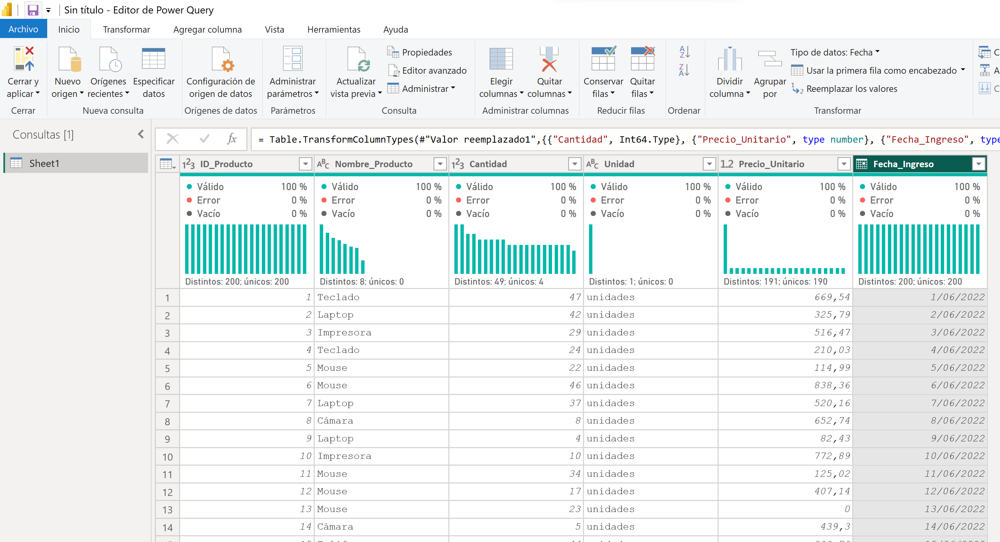 Sin título - Editor de Power Query
Archivo Inicio Transformar Agregar columna Vista Herramientas Ayuda
Cerrar y aplicar
Nuevo origen
Orígenes recientes
Especificar datos
Configuración de origen de datos
Administrar parámetros
Actualizar vista previa
Propiedades
Editor avanzado
Administrar
Elegir columnas
Quitar columnas
Conservar filas
Quitar filas
Dividir columna
Agrupar por
Tipo de datos: Fecha
Usar la primera fila como encabezado
Reemplazar los valores
Cerrar Nueva consulta Orígenes de datos Parámetros Consulta Administrar columnas Reducir filas Ordenar Transformar
Consultas [1]
Sheet1
= Table.TransformColumnTypes(#"Valor reemplazado1",{{"Cantidad", Int64.Type}, {"Precio_Unitario", type number}, {"Fecha_Ingreso", type
ID_Producto Nombre_Producto Cantidad Unidad Precio_Unitario Fecha_Ingreso
Válido 100 % Válido 100 % Válido 100 % Válido 100 % Válido 100 % Válido 100 %
Error 0 % Error 0 % Error 0 % Error 0 % Error 0 % Error 0 %
Vacío 0 % Vacío 0 % Vacío 0 % Vacío 0 % Vacío 0 % Vacío 0 %
Distintos: 200; únicos: 200 Distintos: 8; únicos: 0 Distintos: 49; únicos: 4 Distintos: 1; únicos: 0 Distintos: 191; únicos: 190 Distintos: 200; únicos: 200
1 1 Teclado 47 unidades 669,54 1/06/2022
2 2 Laptop 42 unidades 325,79 2/06/2022
3 3 Impresora 29 unidades 516,47 3/06/2022
4 4 Teclado 24 unidades 210,03 4/06/2022
5 5 Mouse 22 unidades 114,99 5/06/2022
6 6 Mouse 46 unidades 838,36 6/06/2022
7 7 Laptop 37 unidades 520,16 7/06/2022
8 8 Cámara 8 unidades 652,74 8/06/2022
9 9 Laptop 4 unidades 82,43 9/06/2022
10 10 Impresora 10 unidades 772,89 10/06/2022
11 11 Mouse 34 unidades 125,02 11/06/2022
12 12 Mouse 17 unidades 407,14 12/06/2022
13 13 Mouse 23 unidades 0 13/06/2022
14 14 Cámara 5 unidades 439,3 14/06/2022